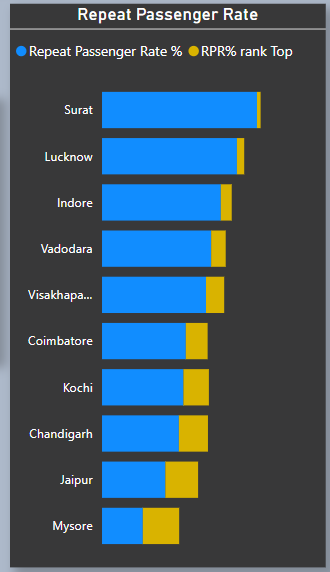 Repeat Passenger Rate
Repeat Passenger Rate % RPR% rank Top
Surat
Lucknow
Indore
Vadodara
Visakhapa...
Coimbatore
Kochi
Chandigarh
Jaipur
Mysore